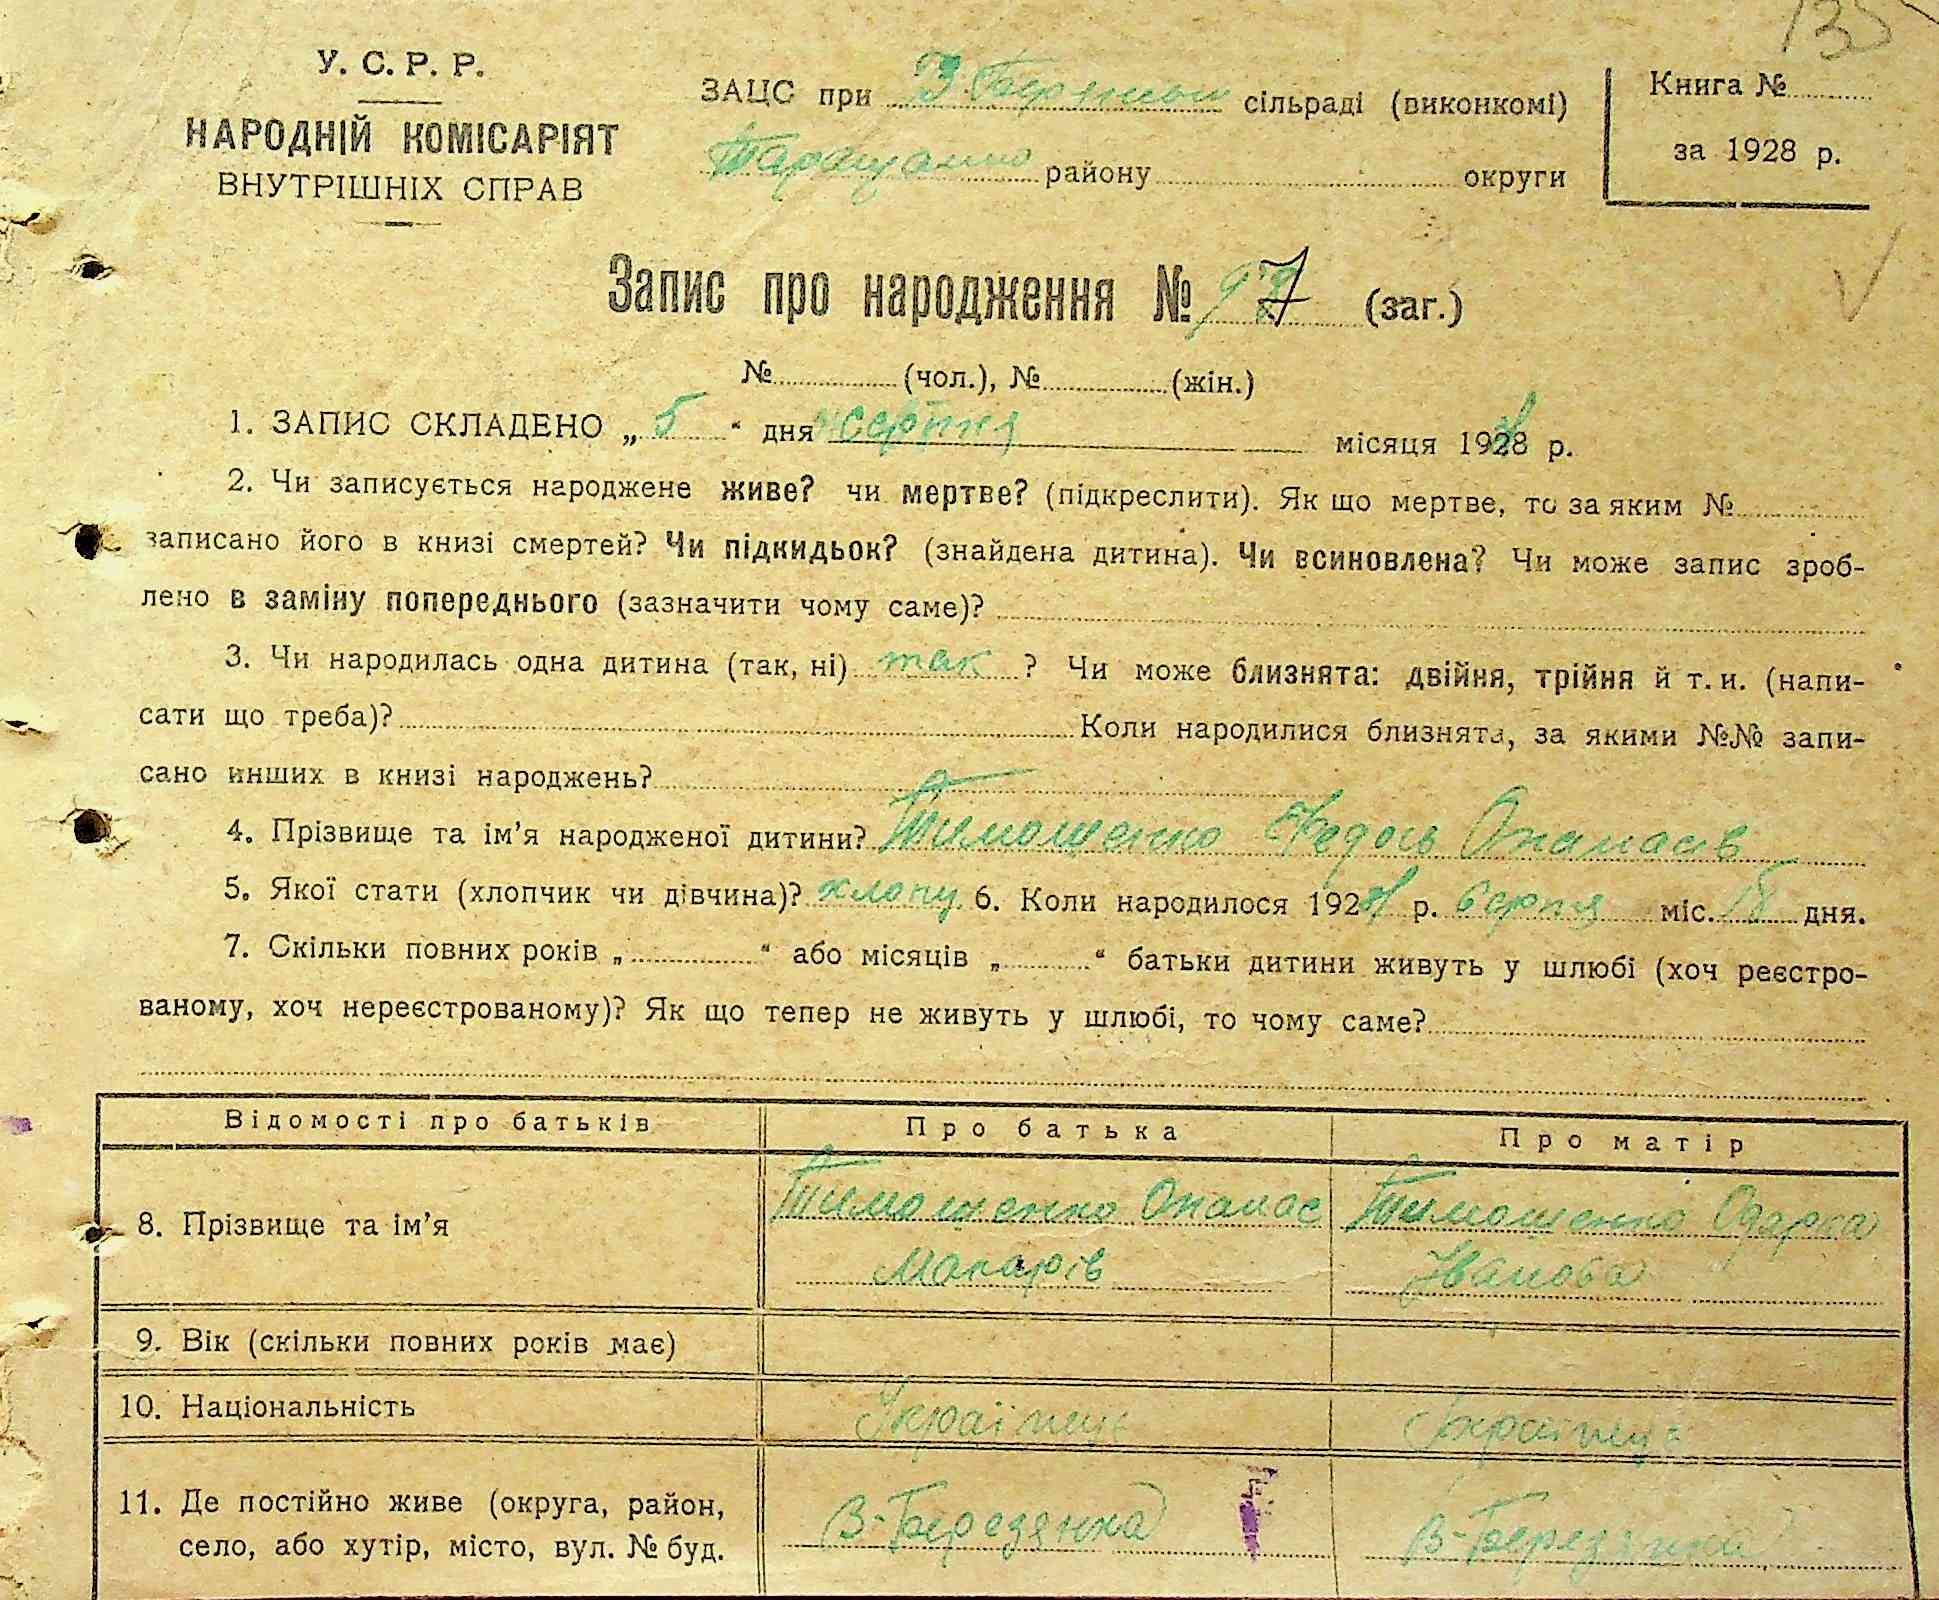 135
У. С. Р. Р.
НАРОДНІЙ КОМІСАРІЯТ
ВНУТРІШНІХ СПРАВ
ЗАЦС при В. Березян сільраді (виконкомі)
Таращансь району округи
Книга №
за 1928 р.
Запис про народження № 97 (заг.)
№ (чол.), № (жін.)
1. ЗАПИС СКЛАДЕНО „ 5 “ дня серпня місяця 1928 р.
2. Чи записується народжене живе? чи мертве? (підкреслити). Як що мертве, то за яким №
записано його в книзі смертей? Чи підкидьок? (знайдена дитина). Чи всиновлена? Чи може запис зроб-
лено в заміну попереднього (зазначити чому саме)?
3. Чи народилась одна дитина (так, ні) так ? Чи може близнята: двійня, трійня й т. и. (напи-
сати що треба)? Коли народилися близнята, за якими №№ запи-
сано инших в книзі народжень?
4. Прізвище та ім’я народженої дитини? Тимошенко Федось Опанасів
5. Якої стати (хлопчик чи дівчина)? хлопч. 6. Коли народилося 192 р. серпня міс. дня.
7. Скільки повних років „ “ або місяців „ “ батьки дитини живуть у шлюбі (хоч реєстро-
ваному, хоч нереєстрованому)? Як що тепер не живуть у шлюбі, то чому саме?
Відомості про батьків Про батька Про матір
8. Прізвище та ім’я Тимошенко Опанас Тимошенко Одарка
Макарів Іванова
9. Вік (скільки повних років має)
10. Національність Українець Українець
11. Де постійно живе (округа, район, В-Березянка В-Березянка
село, або хутір, місто, вул. № буд.